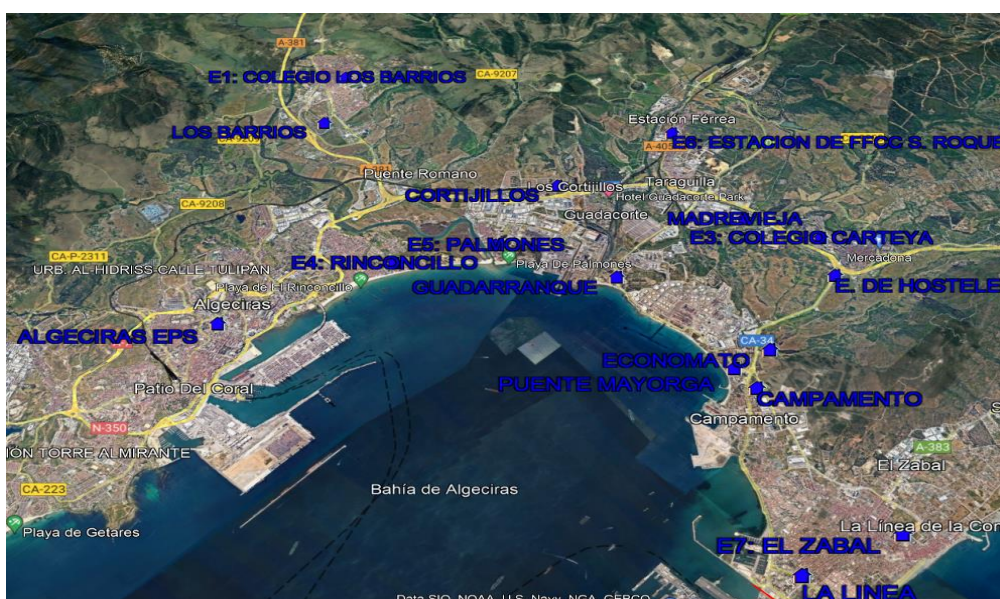 A-381
E1: COLEGIO LOS BARRIOS
CA-9207
LOS BARRIOS
Estación Férrea
A-405
E6: ESTACION DE FFCC S. ROQUE
Puente Romano
CORTIJILLOS
Los Cortijillos
Taraguilla
Hotel Guadacorte Park
CA-9208
Guadacorte
MADREVIEJA
E3: COLEGIO CARTEYA
E5: PALMONES
CA-P-2311
Mercadona
E4: RINCONCILLO
Playa De Palmones
URB. AL-HIDRISS-CALLE TULIPAN
GUADARRANQUE
E. DE HOSTELE
Playa de El Rinconcillo
Algeciras
ALGECIRAS EPS
CA-34
ECONOMATO
Patio Del Coral
PUENTE MAYORGA
CAMPAMENTO
Campamento
N-350
IÓN TORRE ALMIRANTE
A-383
El Zabal
CA-223
Bahía de Algeciras
Playa de Getares
La Línea de la Con
E7: EL ZABAL
LA LINEA
Data SIO, NOAA, U.S. Navy, NGA, GEBCO